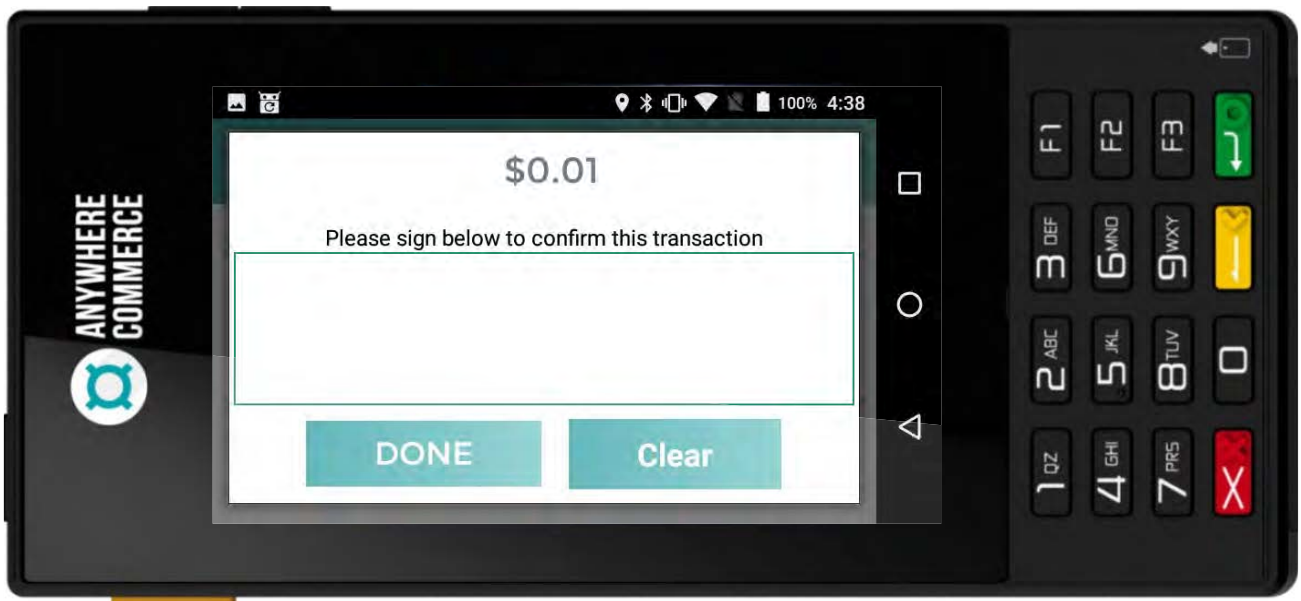 100% 4:38
$0.01
Please sign below to confirm this transaction
DONE Clear
ANYWHERE
COMMERCE
F1 F2 F3
3 DEF 6 MNO 9 WXY
2 ABC 5 JKL 8 TUV 0
1 QZ 4 GHI 7 PRS X